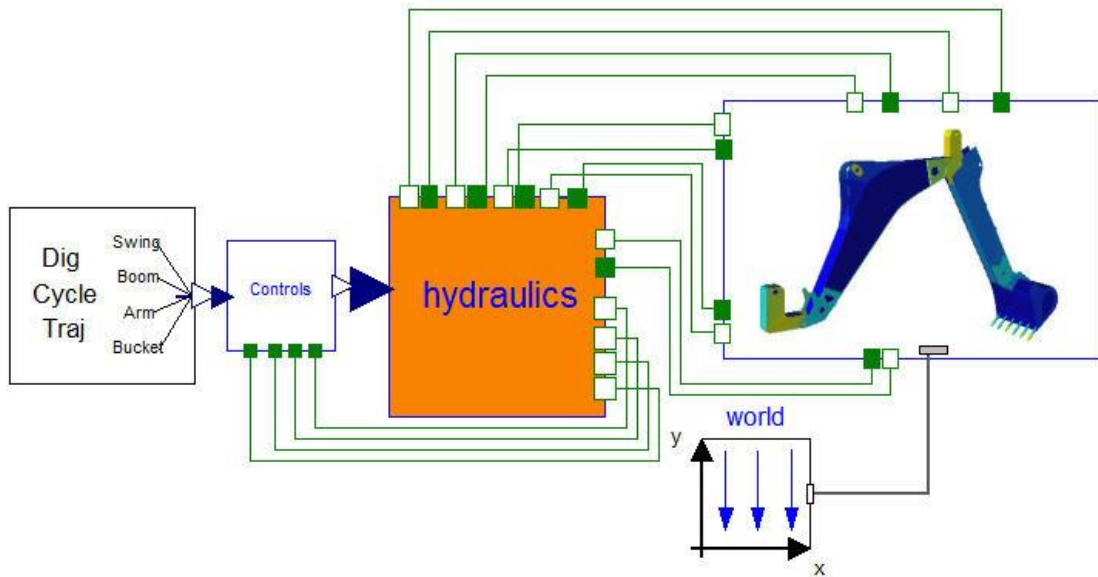 Dig
Cycle
Traj
Swing
Boom
Arm
Bucket
Controls
hydraulics
world
y
x